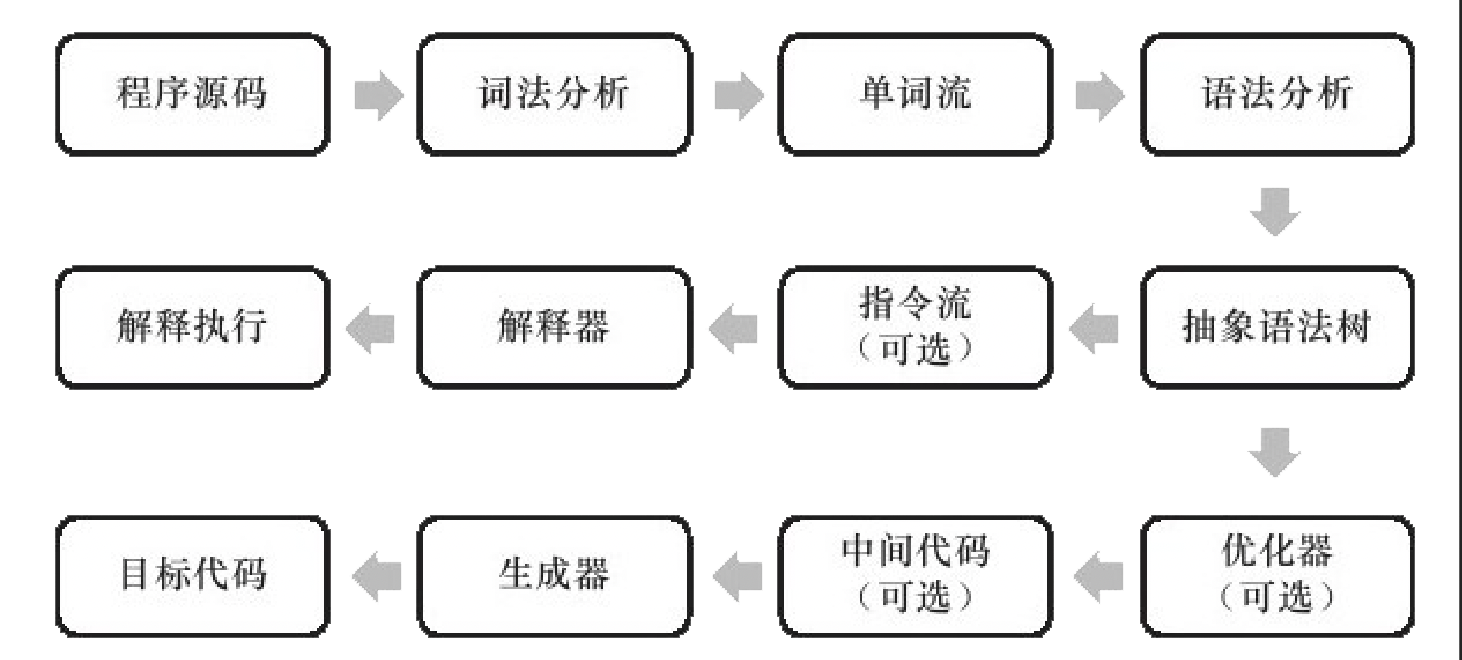 程序源码
词法分析
单词流
语法分析
解释执行
解释器
指令流
（可选）
抽象语法树
目标代码
生成器
中间代码
（可选）
优化器
（可选）